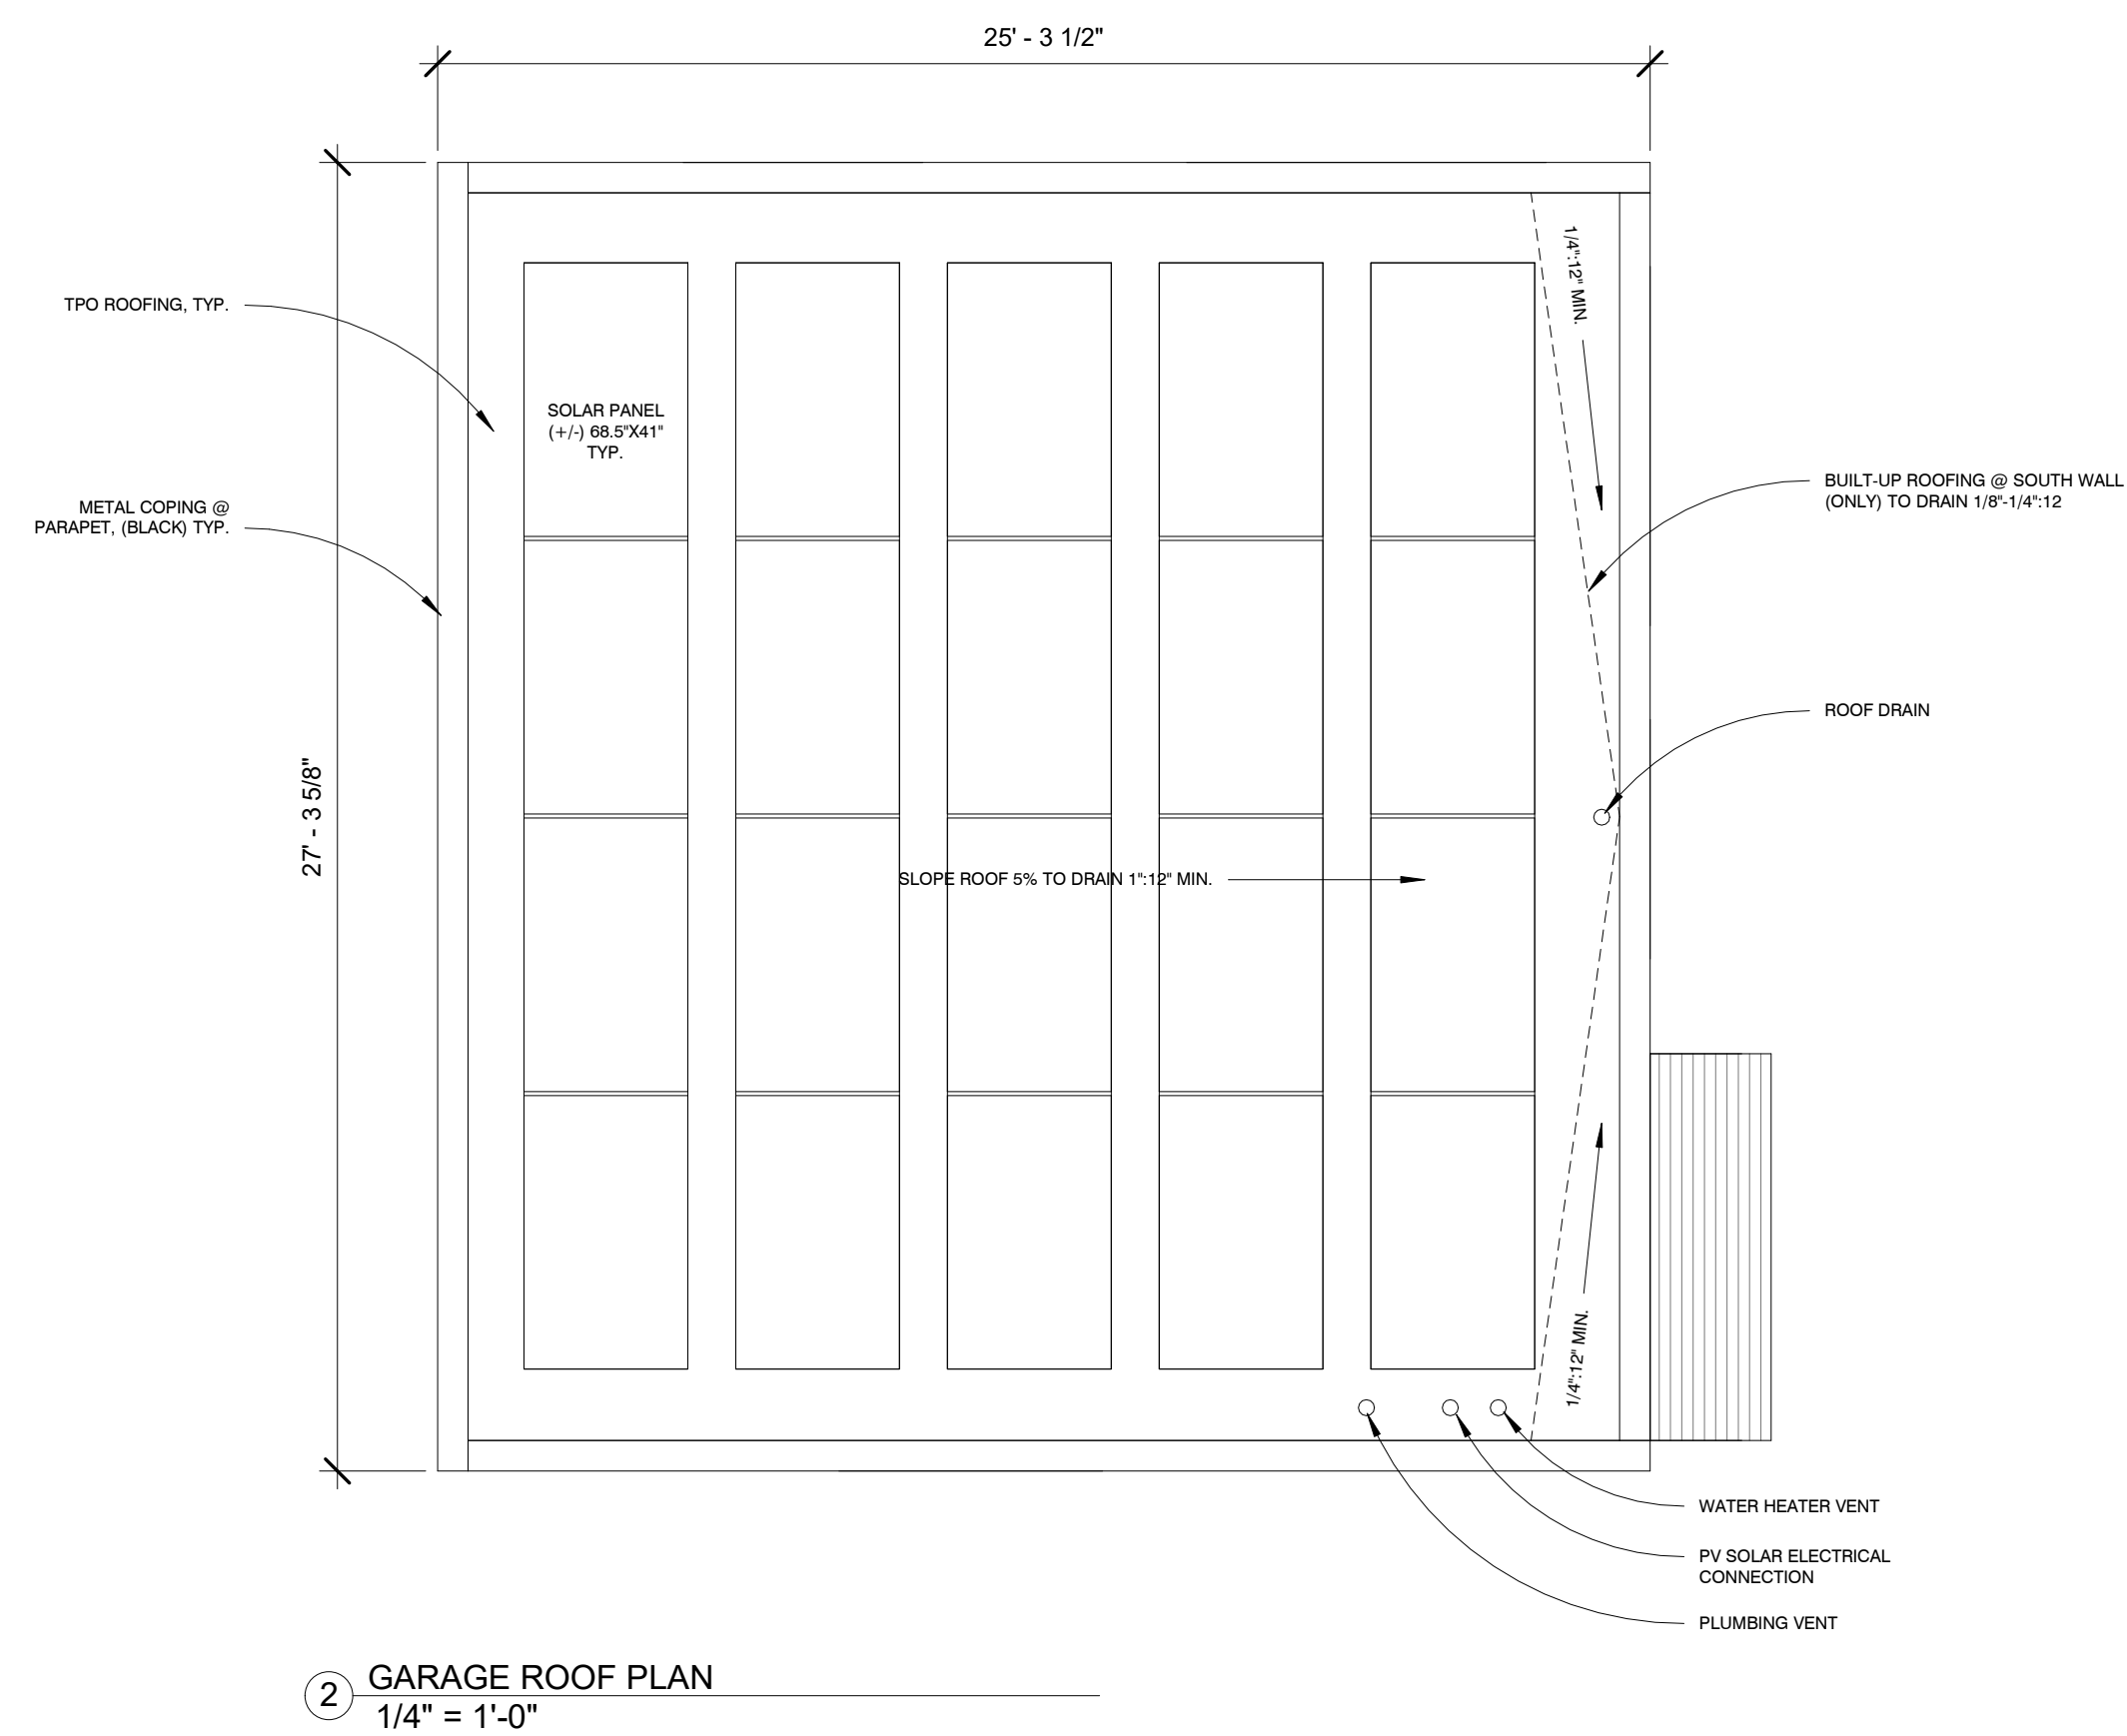 25' - 3 1/2"
1/4":12" MIN.
TPO ROOFING, TYP.
SOLAR PANEL
(+/-) 68.5"X41"
TYP.
METAL COPING @
PARAPET, (BLACK) TYP.
BUILT-UP ROOFING @ SOUTH WALL
(ONLY) TO DRAIN 1/8"-1/4":12
ROOF DRAIN
27' - 3 5/8"
SLOPE ROOF 5% TO DRAIN 1":12" MIN.
1/4":12" MIN.
WATER HEATER VENT
PV SOLAR ELECTRICAL
CONNECTION
PLUMBING VENT
2 GARAGE ROOF PLAN
1/4" = 1'-0"